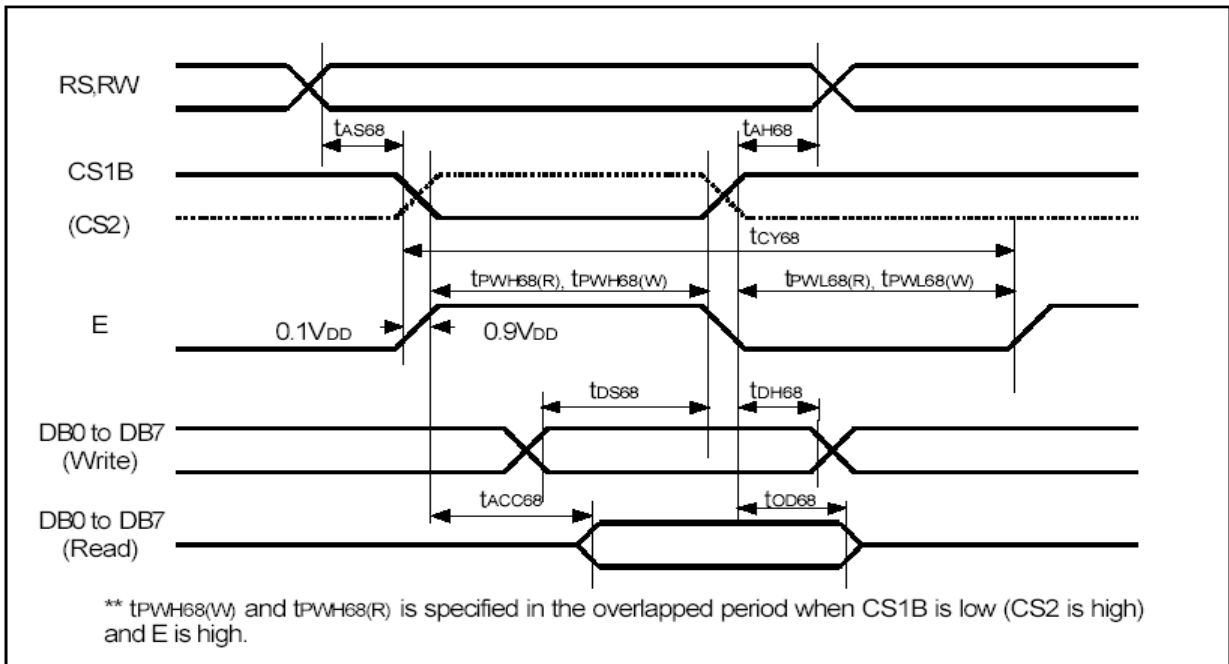 RS,RW
tAS68
tAH68
CS1B
(CS2)
tCY68
tPWH68(R), tPWH68(W)
tPWL68(R), tPWL68(W)
E
0.1VDD
0.9VDD
tDS68
tDH68
DB0 to DB7
(Write)
tACC68
tOD68
DB0 to DB7
(Read)
** tPWH68(W) and tPWH68(R) is specified in the overlapped period when CS1B is low (CS2 is high)
and E is high.